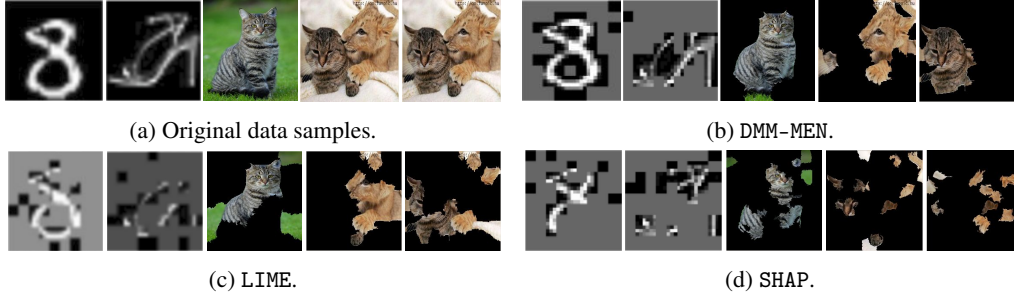 (a) Original data samples.
(b) DMM-MEN.
(c) LIME.
(d) SHAP.